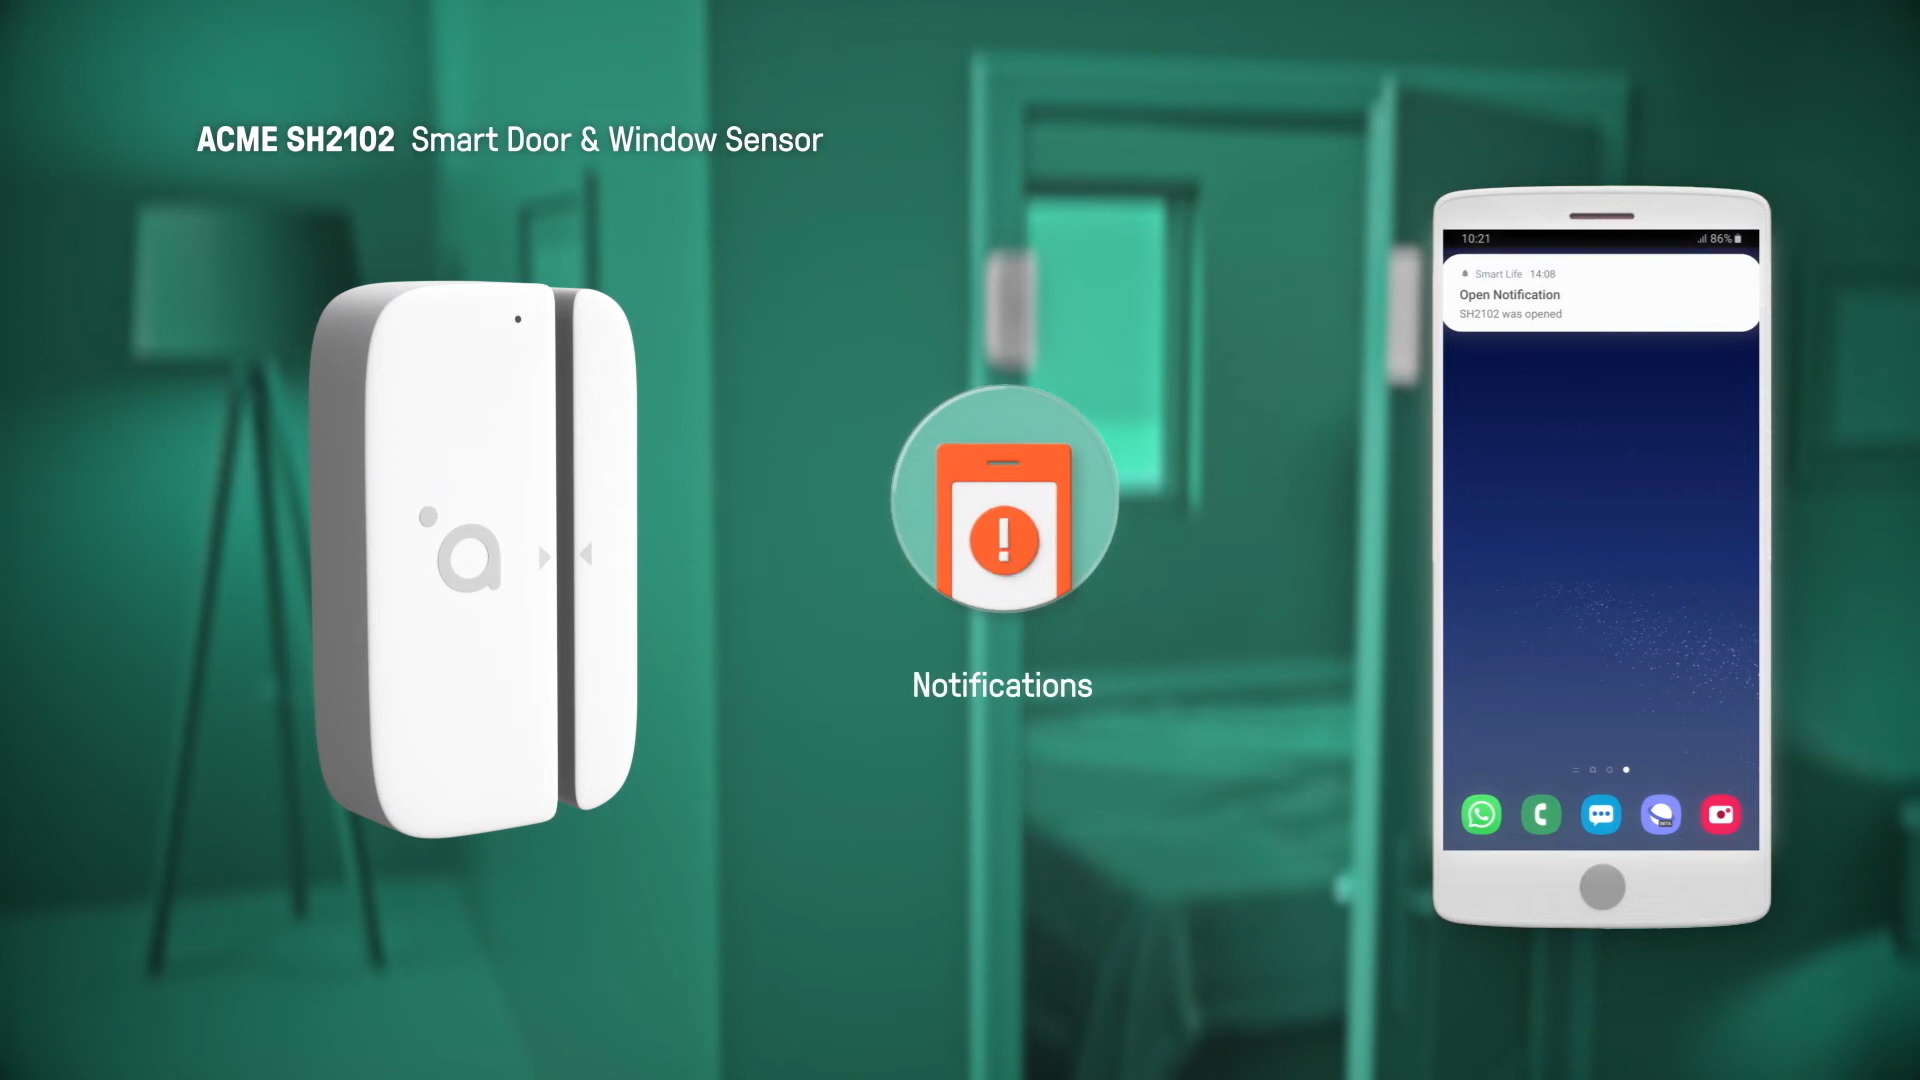 ACME SH2102 Smart Door & Window Sensor
10:21
86%
Smart Life 14:08
Open Notification
SH2102 was opened
Notifications